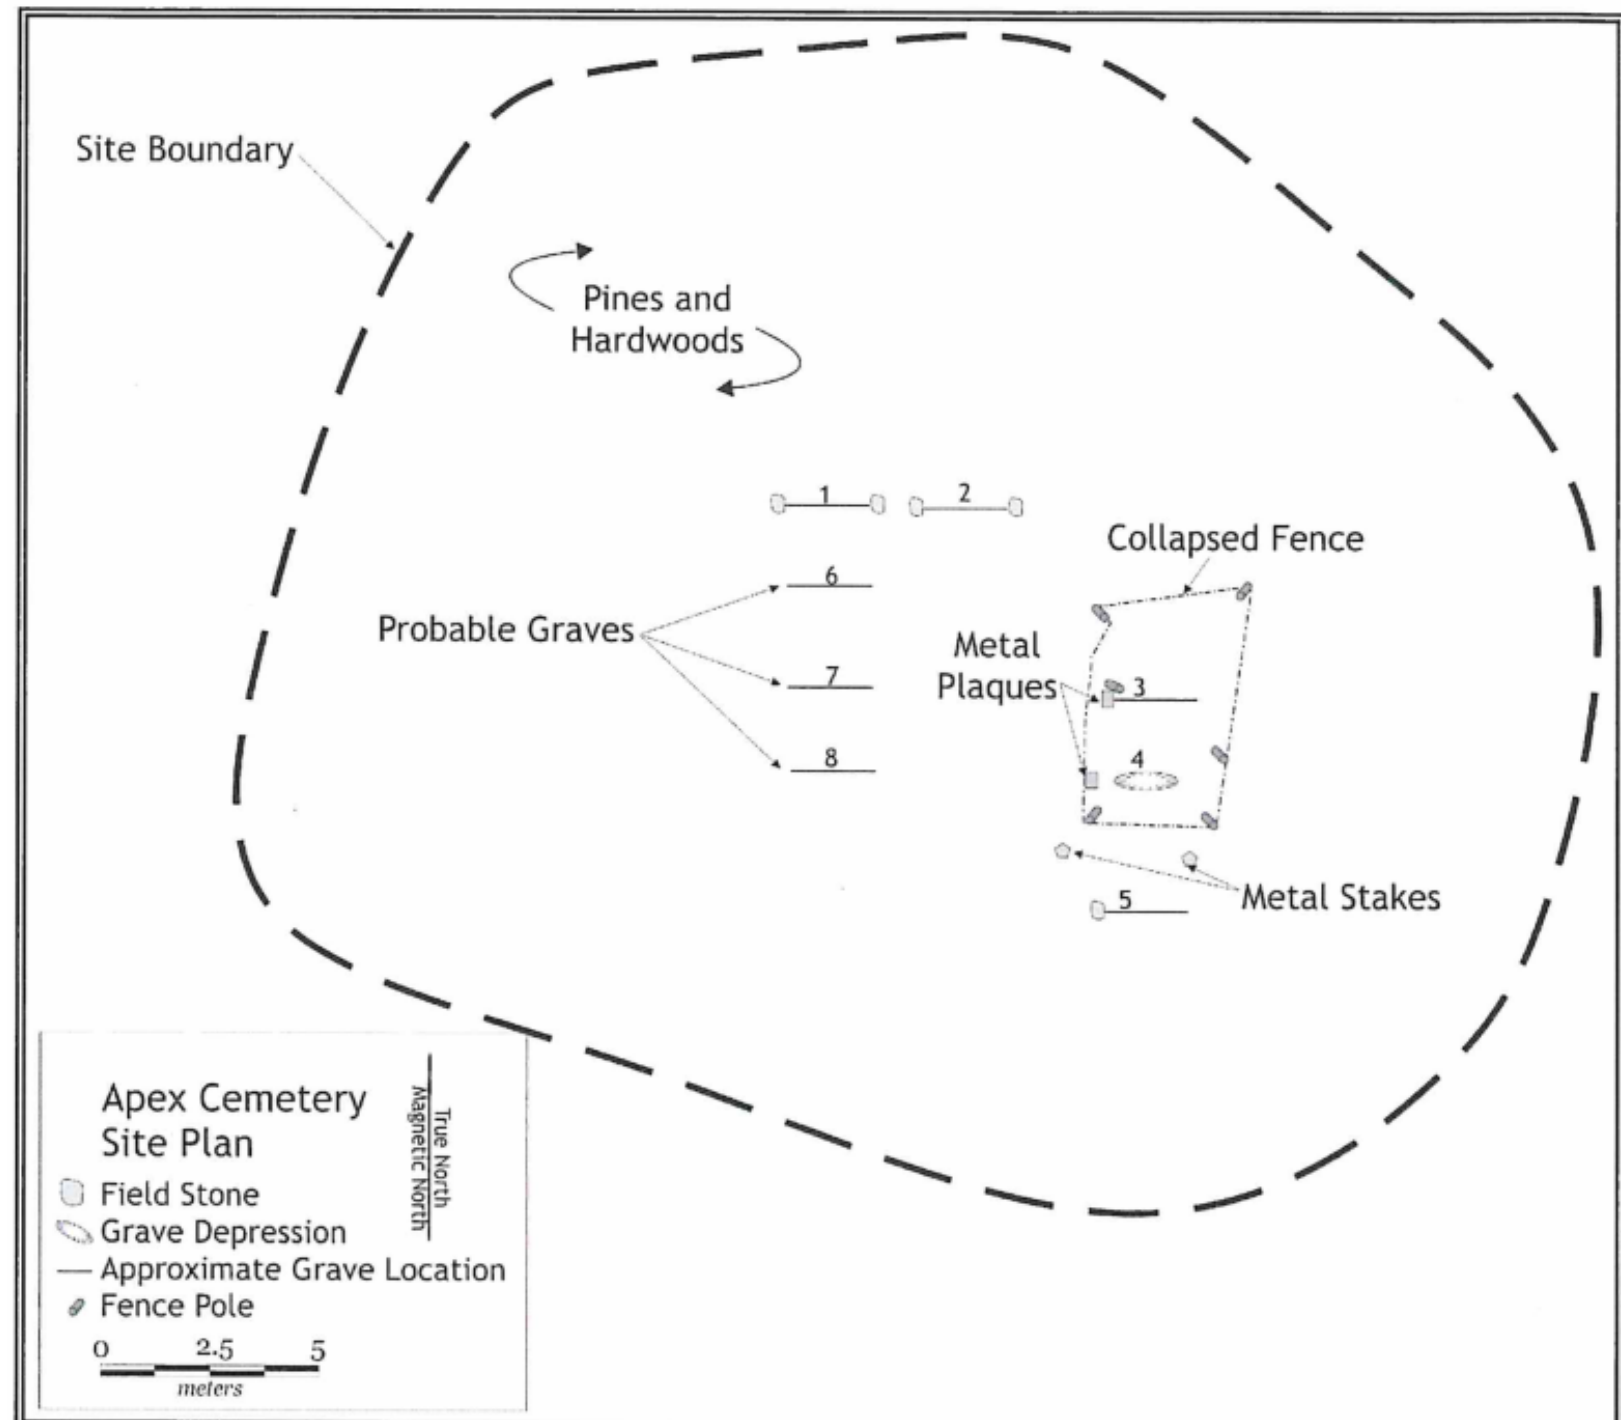 Site Boundary
Pines and
Hardwoods
1
2
Collapsed Fence
6
Probable Graves
Metal
Plaques
7
3
8
4
5
Metal Stakes
Apex Cemetery
Site Plan
True North
Magnetic North
Field Stone
Grave Depression
Approximate Grave Location
Fence Pole
0 2.5 5
meters